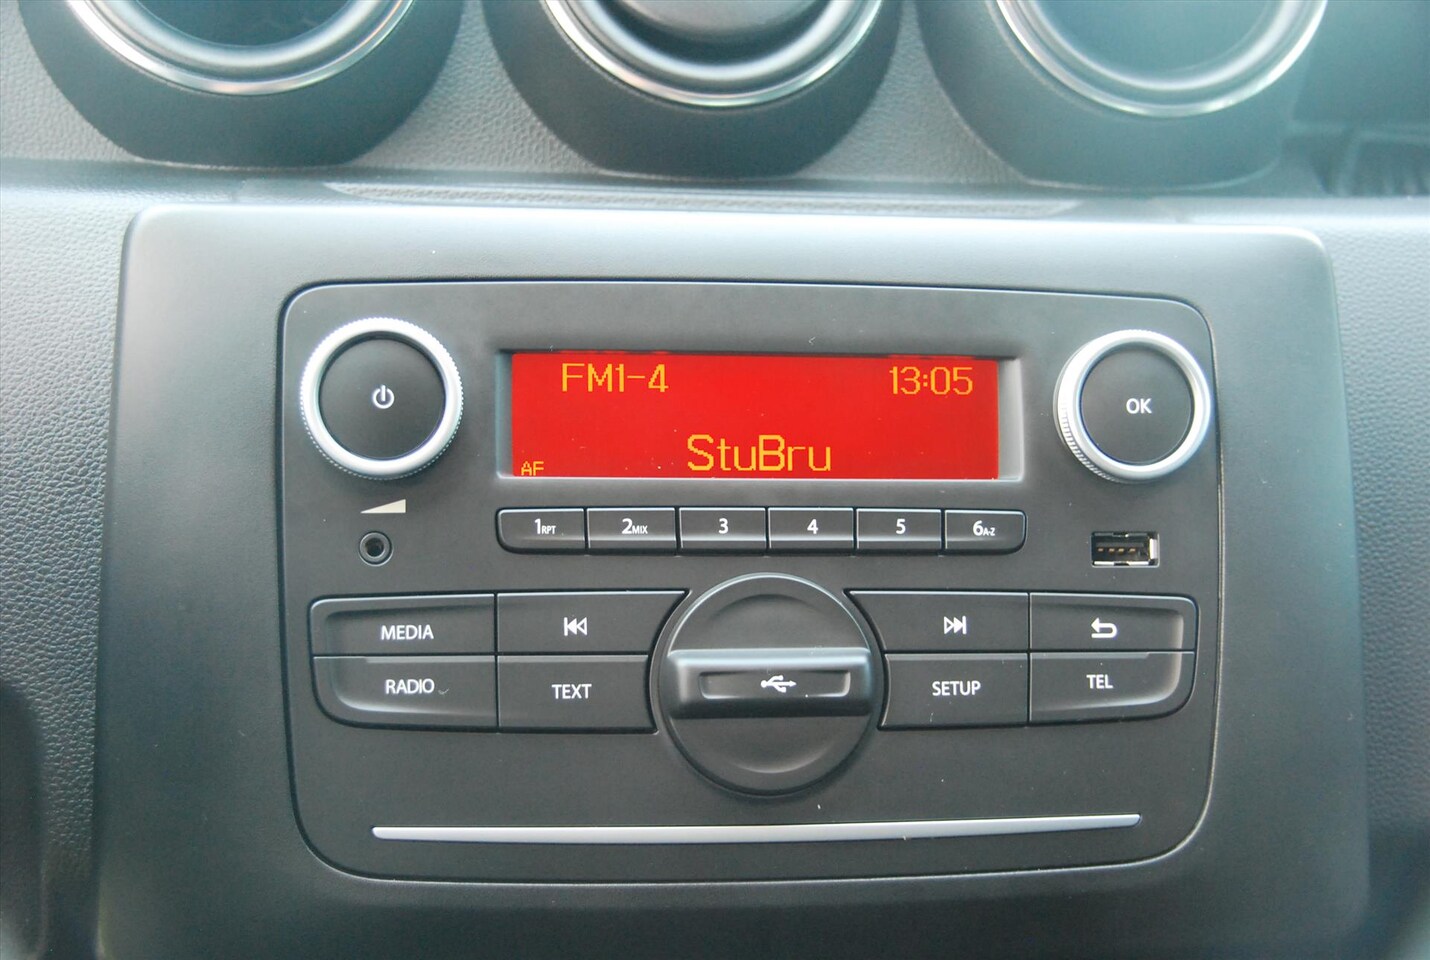 FM1-4 13:05
AF StuBru
OK
1RPT 2MIX 3 4 5 6A-Z
MEDIA
RADIO TEXT SETUP TEL